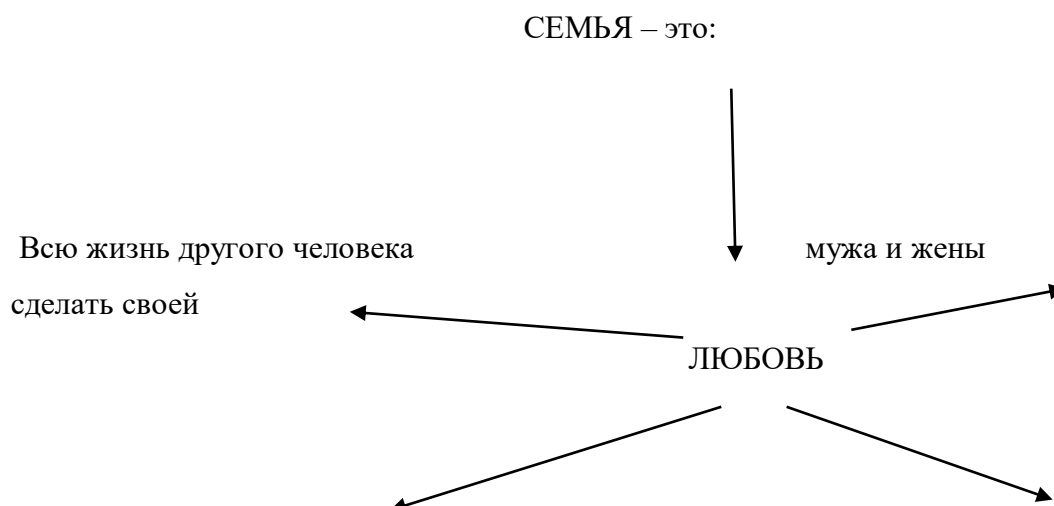 СЕМЬЯ – это:
Всю жизнь другого человека
сделать своей
мужа и жены
ЛЮБОВЬ